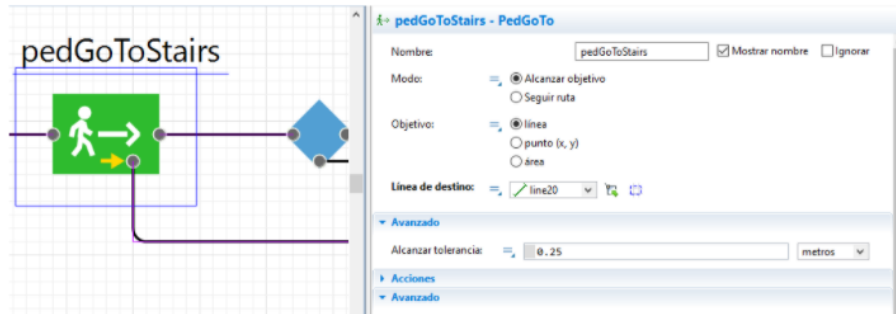 pedGoToStairs
pedGoToStairs - PedGoTo
Nombre: pedGoToStairs Mostrar nombre Ignorar
Modo: Alcanzar objetivo
Seguir ruta
Objetivo: línea
punto (x, y)
área
Línea de destino: line20
Avanzado
Alcanzar tolerancia: 0.25 metros
Acciones
Avanzado